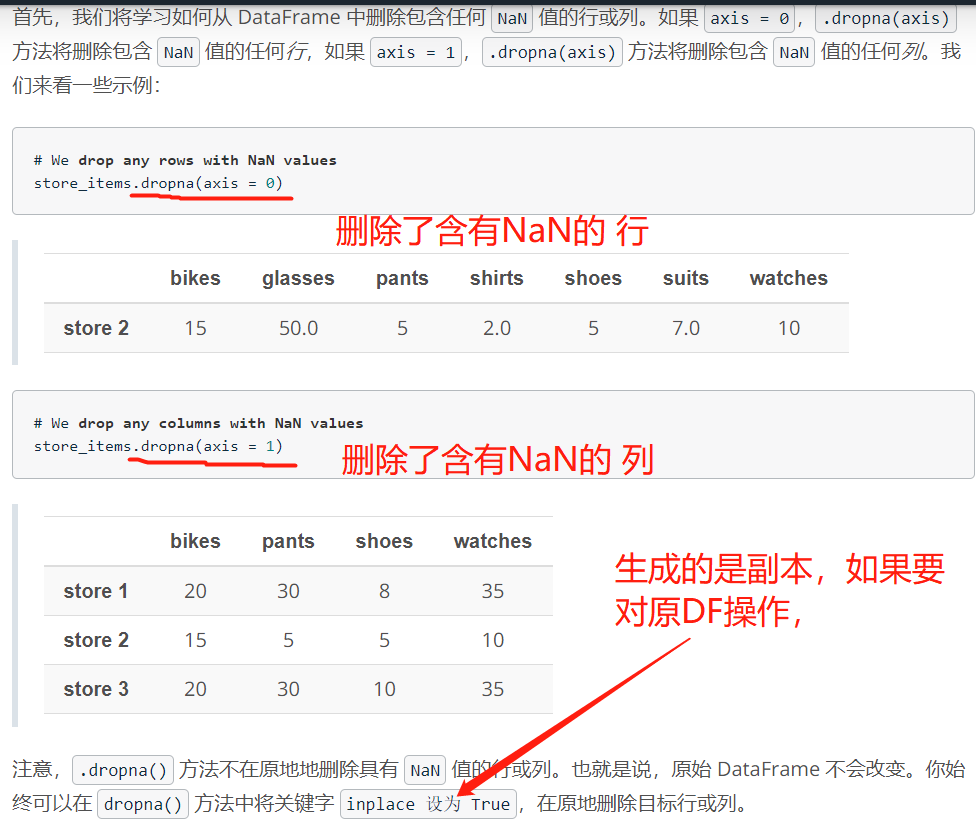 首先，我们将学习如何从 DataFrame 中删除包含任何 NaN 值的行或列。如果 axis = 0，.dropna(axis)
方法将删除包含 NaN 值的任何行，如果 axis = 1，.dropna(axis) 方法将删除包含 NaN 值的任何列。我
们来看一些示例：
# We drop any rows with NaN values
store_items.dropna(axis = 0)
删除了含有NaN的 行
bikes glasses pants shirts shoes suits watches
store 2 15 50.0 5 2.0 5 7.0 10
# We drop any columns with NaN values
store_items.dropna(axis = 1)
删除了含有NaN的 列
bikes pants shoes watches
store 1 20 30 8 35
store 2 15 5 5 10
store 3 20 30 10 35
生成的是副本，如果要
对原DF操作，
注意，.dropna() 方法不在原地地删除具有 NaN 值的行或列。也就是说，原始 DataFrame 不会改变。你始
终可以在 dropna() 方法中将关键字 inplace 设为 True，在原地删除目标行或列。